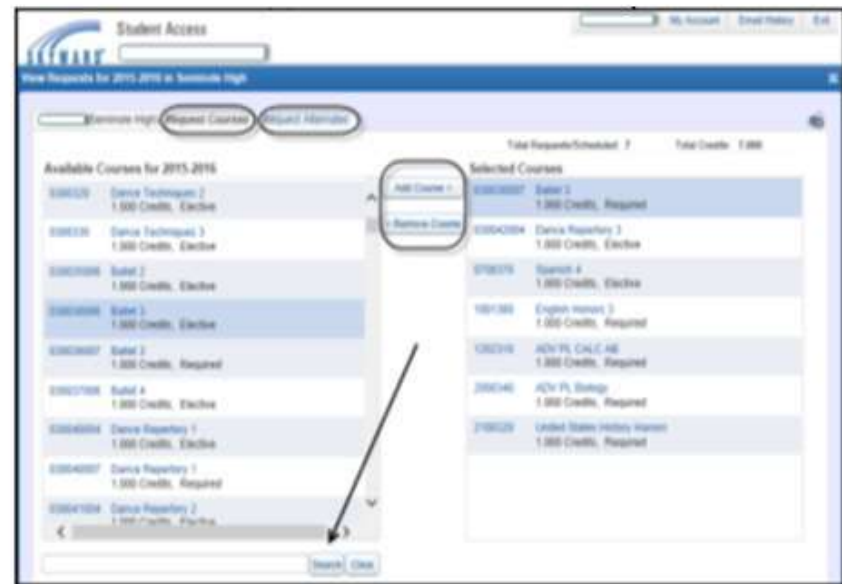 Student Access
My Account Email History Exit
SKYWARD
View Requests for 2015-2016 in Seminole High
Seminole High Request Courses Request Alternates
Total Requests/Scheduled: 7 Total Credits: 7.000
Available Courses for 2015-2016
Dance Techniques 2
1.000 Credits, Elective
Dance Techniques 3
1.000 Credits, Elective
Ballet 2
1.000 Credits, Elective
Ballet 3
1.000 Credits, Elective
Ballet 3
1.000 Credits, Required
Ballet 4
1.000 Credits, Elective
Dance Repertory 1
1.000 Credits, Elective
Dance Repertory 1
1.000 Credits, Required
Dance Repertory 2
1.000 Credits, Elective
Search Clear
Add Course >
< Remove Course
Selected Courses
Ballet 3
1.000 Credits, Required
Dance Repertory 3
1.000 Credits, Elective
Spanish 4
1.000 Credits, Elective
English Honors 3
1.000 Credits, Required
ADV PL CALC AB
1.000 Credits, Required
ADV PL Biology
1.000 Credits, Required
United States History Honors
1.000 Credits, Required